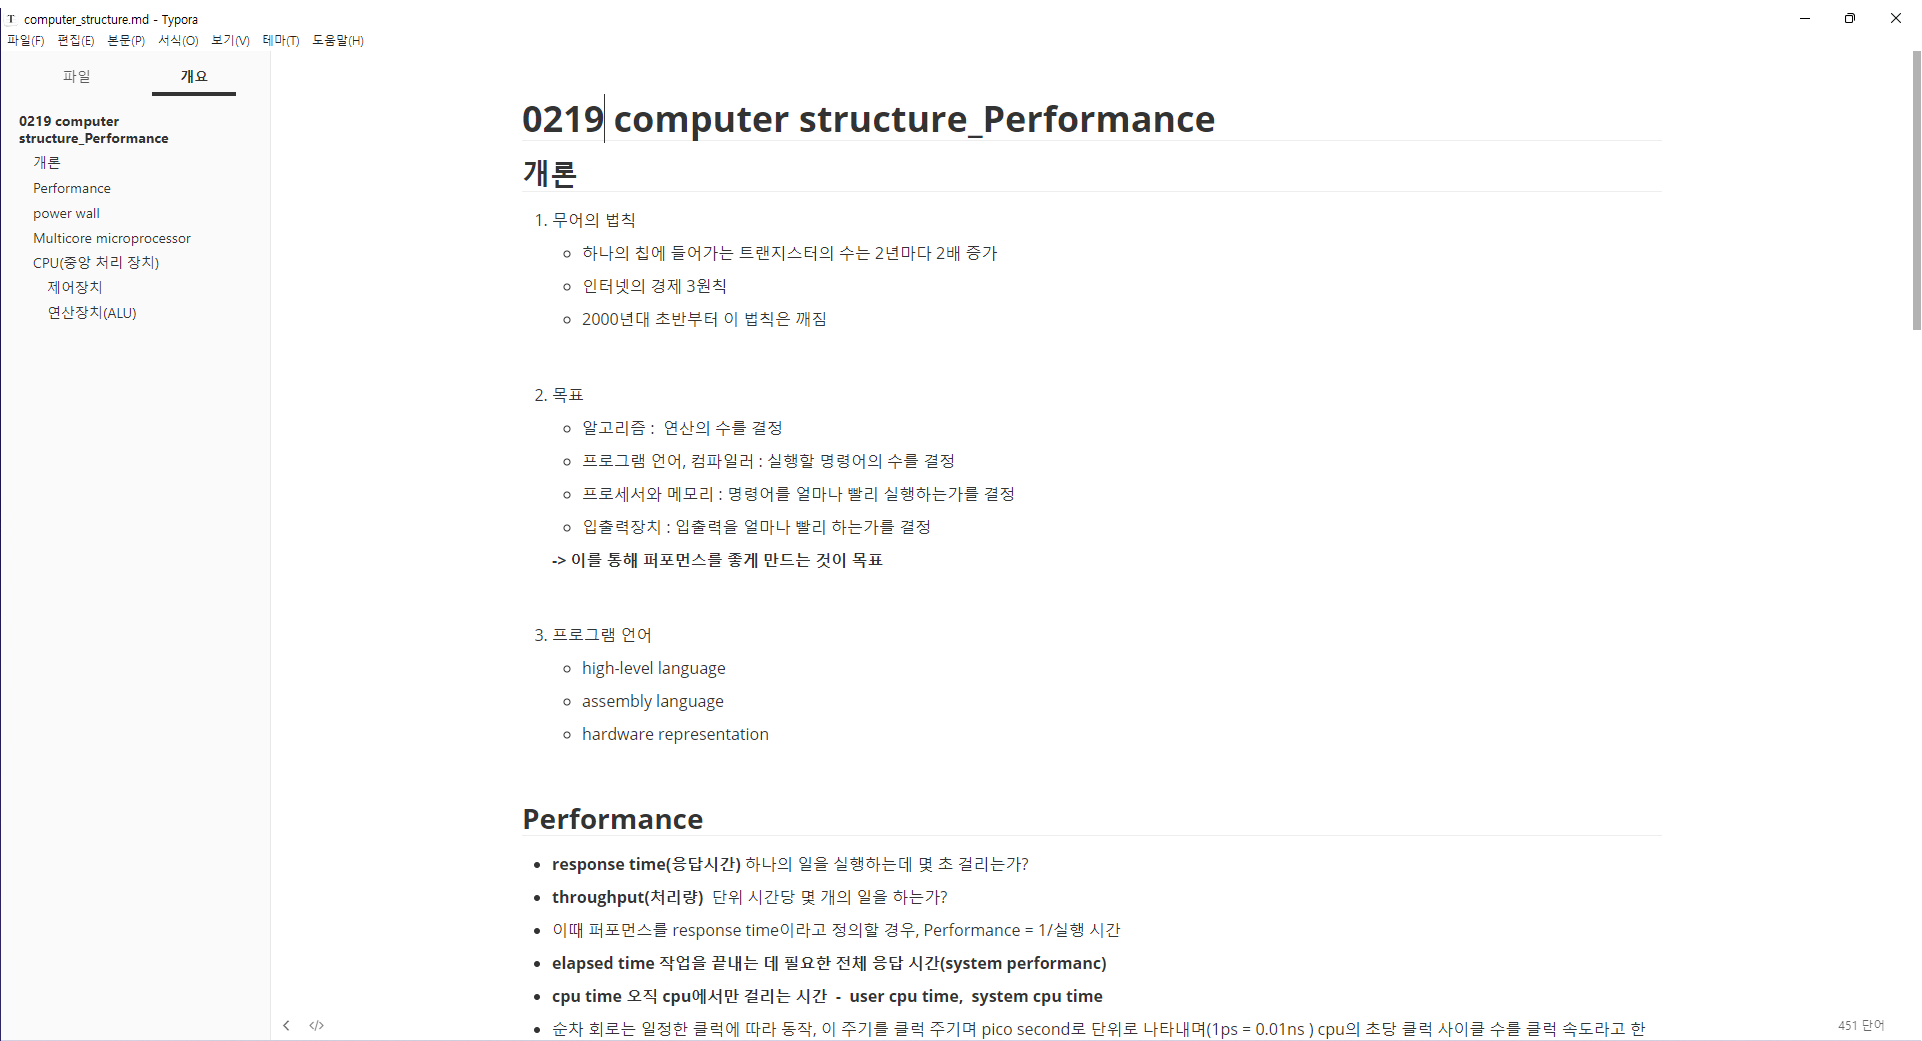 computer_structure.md - Typora
파일(F) 편집(E) 본문(P) 서식(O) 보기(V) 테마(T) 도움말(H)
파일 개요
0219 computer
structure_Performance
개론
Performance
power wall
Multicore microprocessor
CPU(중앙 처리 장치)
제어장치
연산장치(ALU)
0219 computer structure_Performance
개론
1. 무어의 법칙
하나의 칩에 들어가는 트랜지스터의 수는 2년마다 2배 증가
인터넷의 경제 3원칙
2000년대 초반부터 이 법칙은 깨짐
2. 목표
알고리즘 : 연산의 수를 결정
프로그램 언어, 컴파일러 : 실행할 명령어의 수를 결정
프로세서와 메모리 : 명령어를 얼마나 빨리 실행하는가를 결정
입출력장치 : 입출력을 얼마나 빨리 하는가를 결정
-> 이를 통해 퍼포먼스를 좋게 만드는 것이 목표
3. 프로그램 언어
high-level language
assembly language
hardware representation
Performance
response time(응답시간) 하나의 일을 실행하는데 몇 초 걸리는가?
throughput(처리량) 단위 시간당 몇 개의 일을 하는가?
이때 퍼포먼스를 response time이라고 정의할 경우, Performance = 1/실행 시간
elapsed time 작업을 끝내는 데 필요한 전체 응답 시간(system performanc)
cpu time 오직 cpu에서만 걸리는 시간 - user cpu time, system cpu time
순차 회로는 일정한 클럭에 따라 동작, 이 주기를 클럭 주기며 pico second로 단위로 나타내며(1ps = 0.01ns ) cpu의 초당 클럭 사이클 수를 클럭 속도라고 한
</> 451 단어